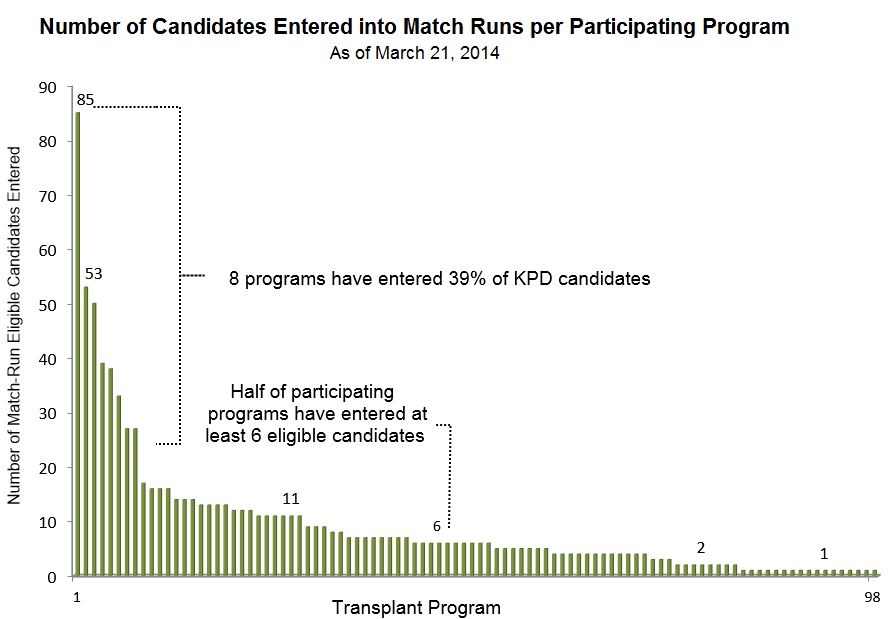 Number of Candidates Entered into Match Runs per Participating Program
As of March 21, 2014
Number of Match-Run Eligible Candidates Entered
90
80
70
60
50
40
30
20
10
0
85
53
8 programs have entered 39% of KPD candidates
Half of participating
programs have entered at
least 6 eligible candidates
11
6
2
1
1
98
Transplant Program